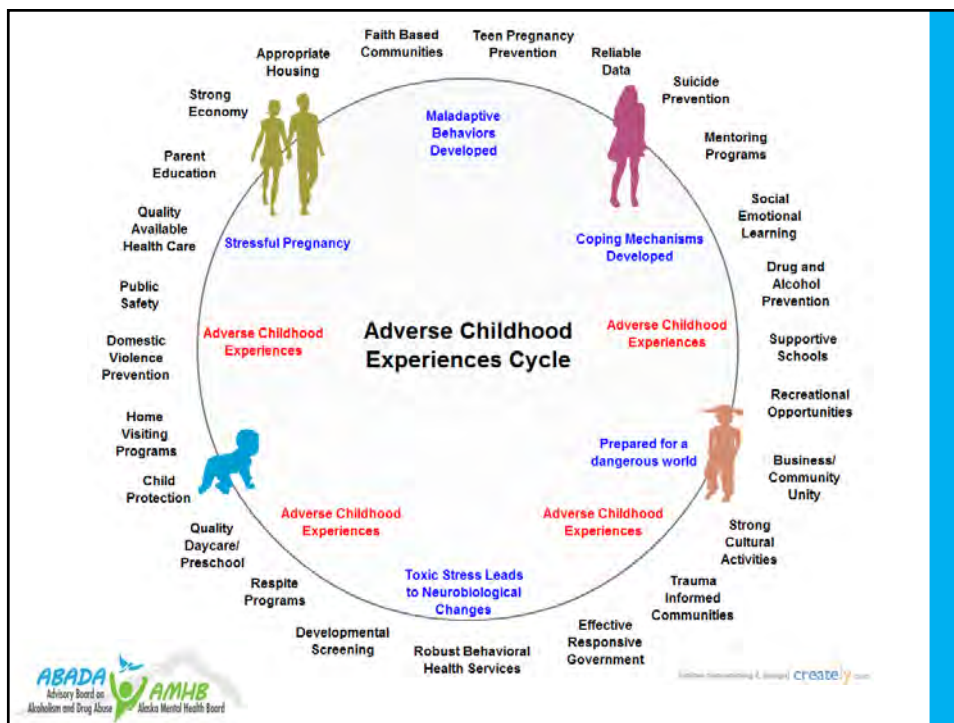 Faith Based
Communities
Teen Pregnancy
Prevention
Reliable
Data
Suicide
Prevention
Mentoring
Programs
Social
Emotional
Learning
Drug and
Alcohol
Prevention
Supportive
Schools
Recreational
Opportunities
Business/
Community
Unity
Strong
Cultural
Activities
Trauma
Informed
Communities
Effective
Responsive
Government
Robust Behavioral
Health Services
Developmental
Screening
Respite
Programs
Quality
Daycare/
Preschool
Child
Protection
Home
Visiting
Programs
Domestic
Violence
Prevention
Public
Safety
Quality
Available
Health Care
Parent
Education
Strong
Economy
Appropriate
Housing
Maladaptive
Behaviors
Developed
Coping Mechanisms
Developed
Adverse Childhood
Experiences
Prepared for a
dangerous world
Adverse Childhood
Experiences
Toxic Stress Leads
to Neurobiological
Changes
Adverse Childhood
Experiences
Adverse Childhood
Experiences
Stressful Pregnancy
Adverse Childhood
Experiences Cycle
ABADA
Advisory Board on
Alcoholism and Drug Abuse
AMHB
Alaska Mental Health Board
creately